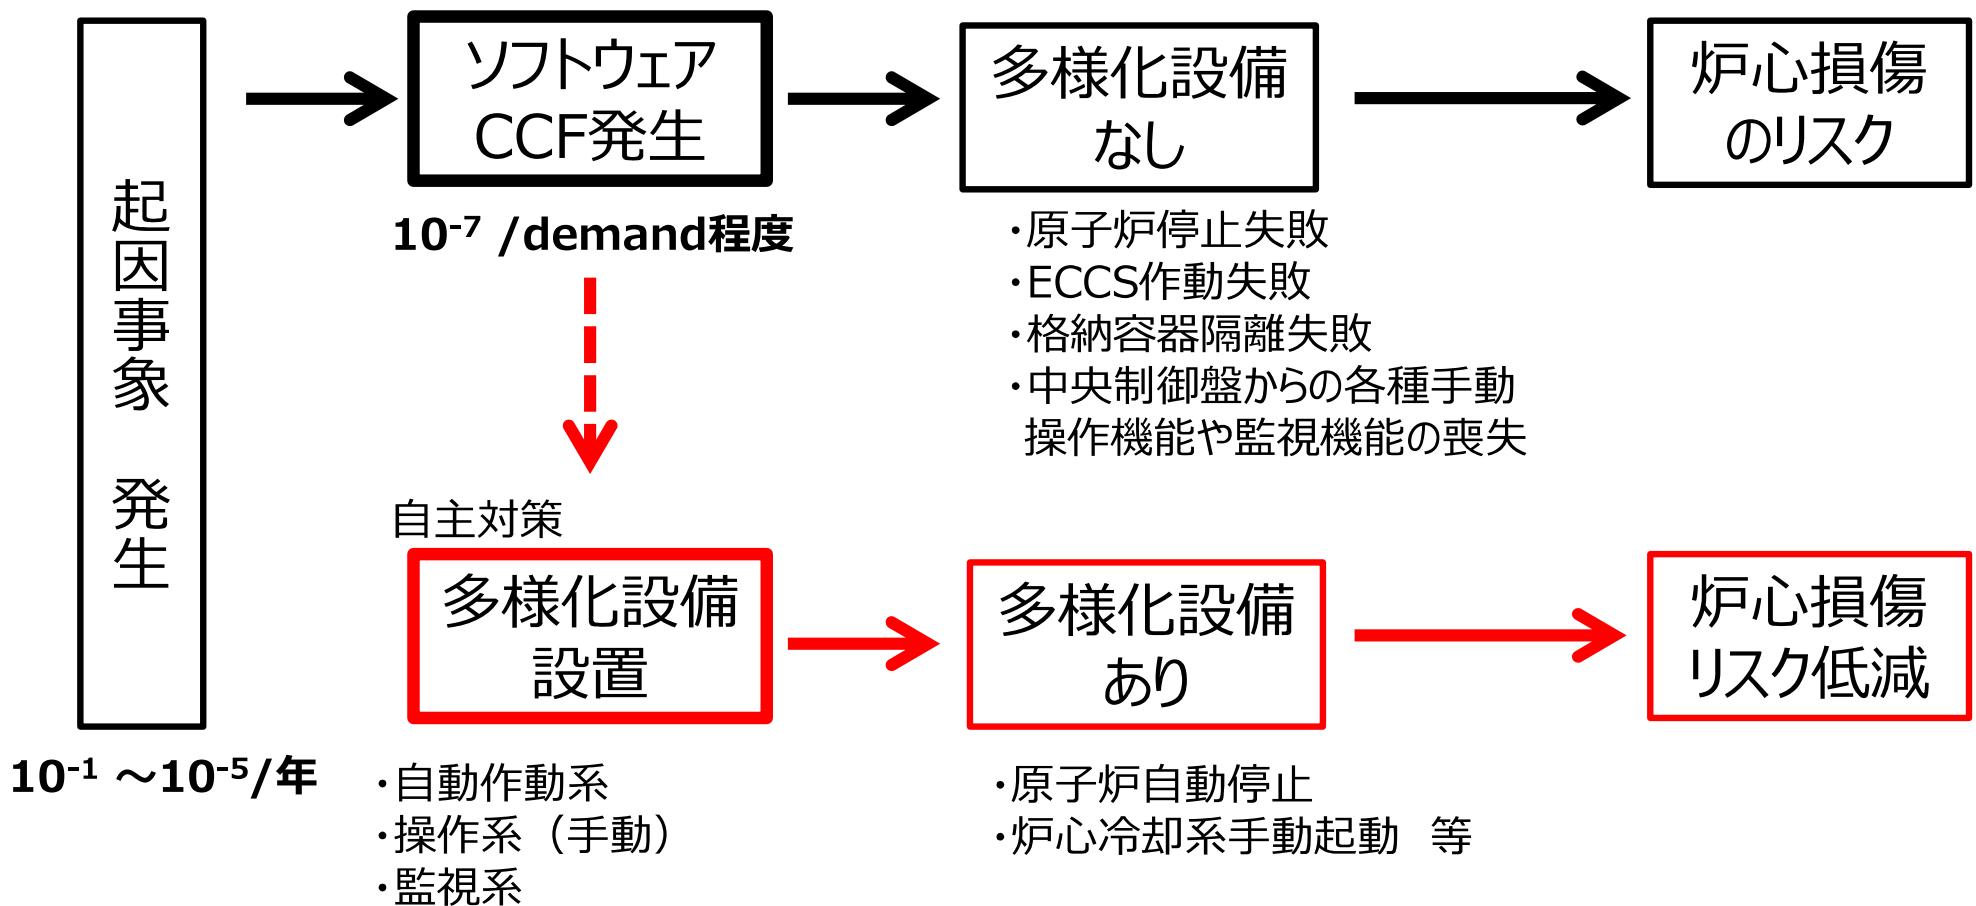 起因事象　発生
10-1 ～10-5/年
ソフトウェア
CCF発生
10-7 /demand程度
多様化設備
なし
・原子炉停止失敗
・ECCS作動失敗
・格納容器隔離失敗
・中央制御盤からの各種手動
操作機能や監視機能の喪失
炉心損傷
のリスク
自主対策
多様化設備
設置
・自動作動系
・操作系（手動）
・監視系
多様化設備
あり
・原子炉自動停止
・炉心冷却系手動起動　等
炉心損傷
リスク低減